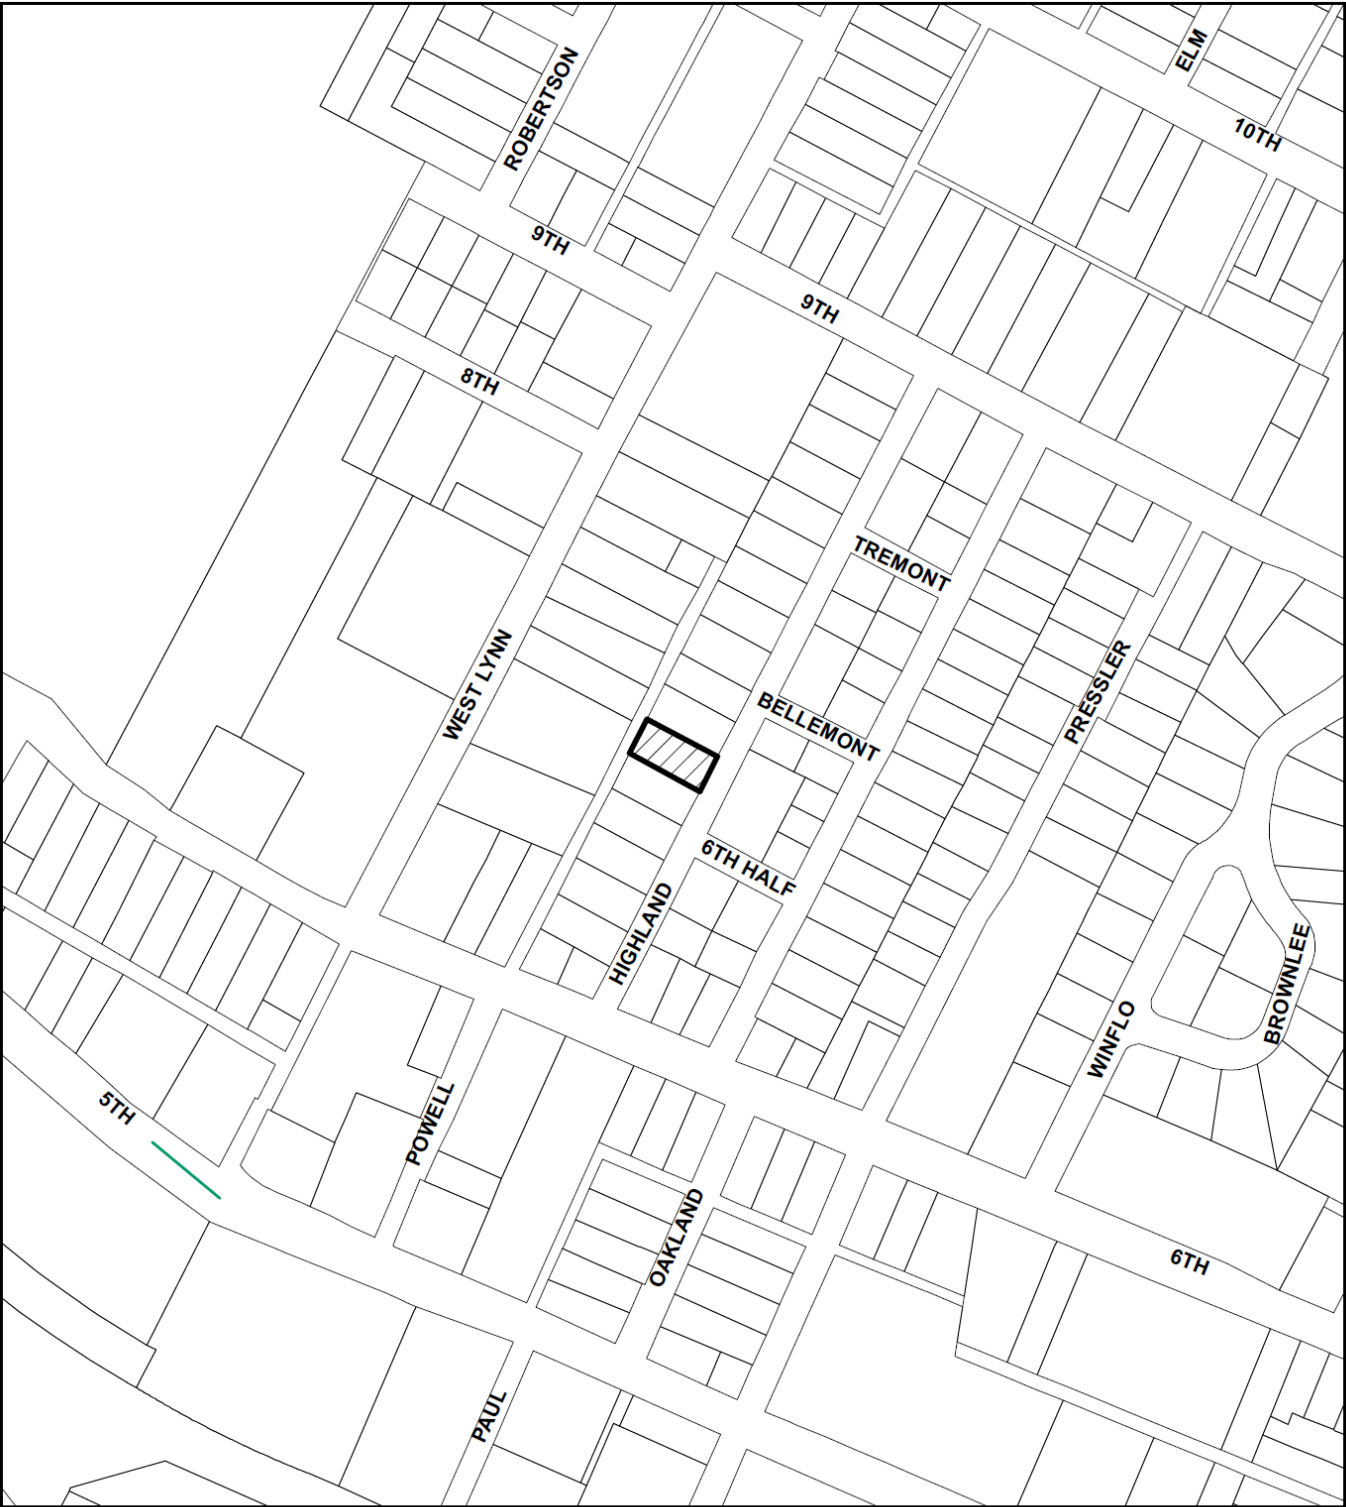 ELM
ROBERTSON
10TH
9TH
9TH
8TH
TREMONT
WEST LYNN
PRESSLER
BELLEMONT
6TH HALF
HIGHLAND
BROWNLEE
WINFLO
5TH
POWELL
OAKLAND
6TH
PAUL